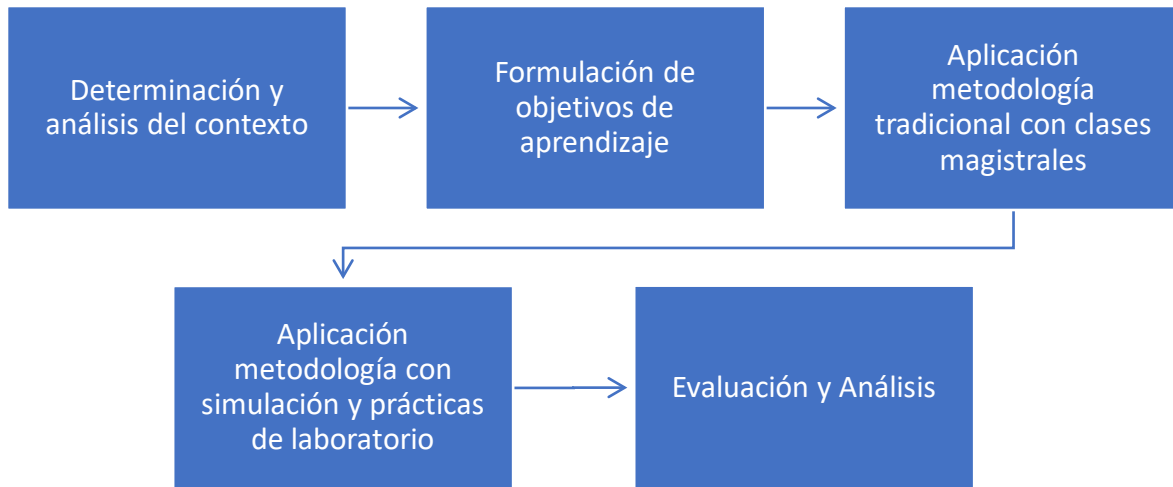 Determinación y
análisis del contexto
Formulación de
objetivos de
aprendizaje
Aplicación
metodología
tradicional con clases
magistrales
Aplicación
metodología con
simulación y prácticas
de laboratorio
Evaluación y Análisis